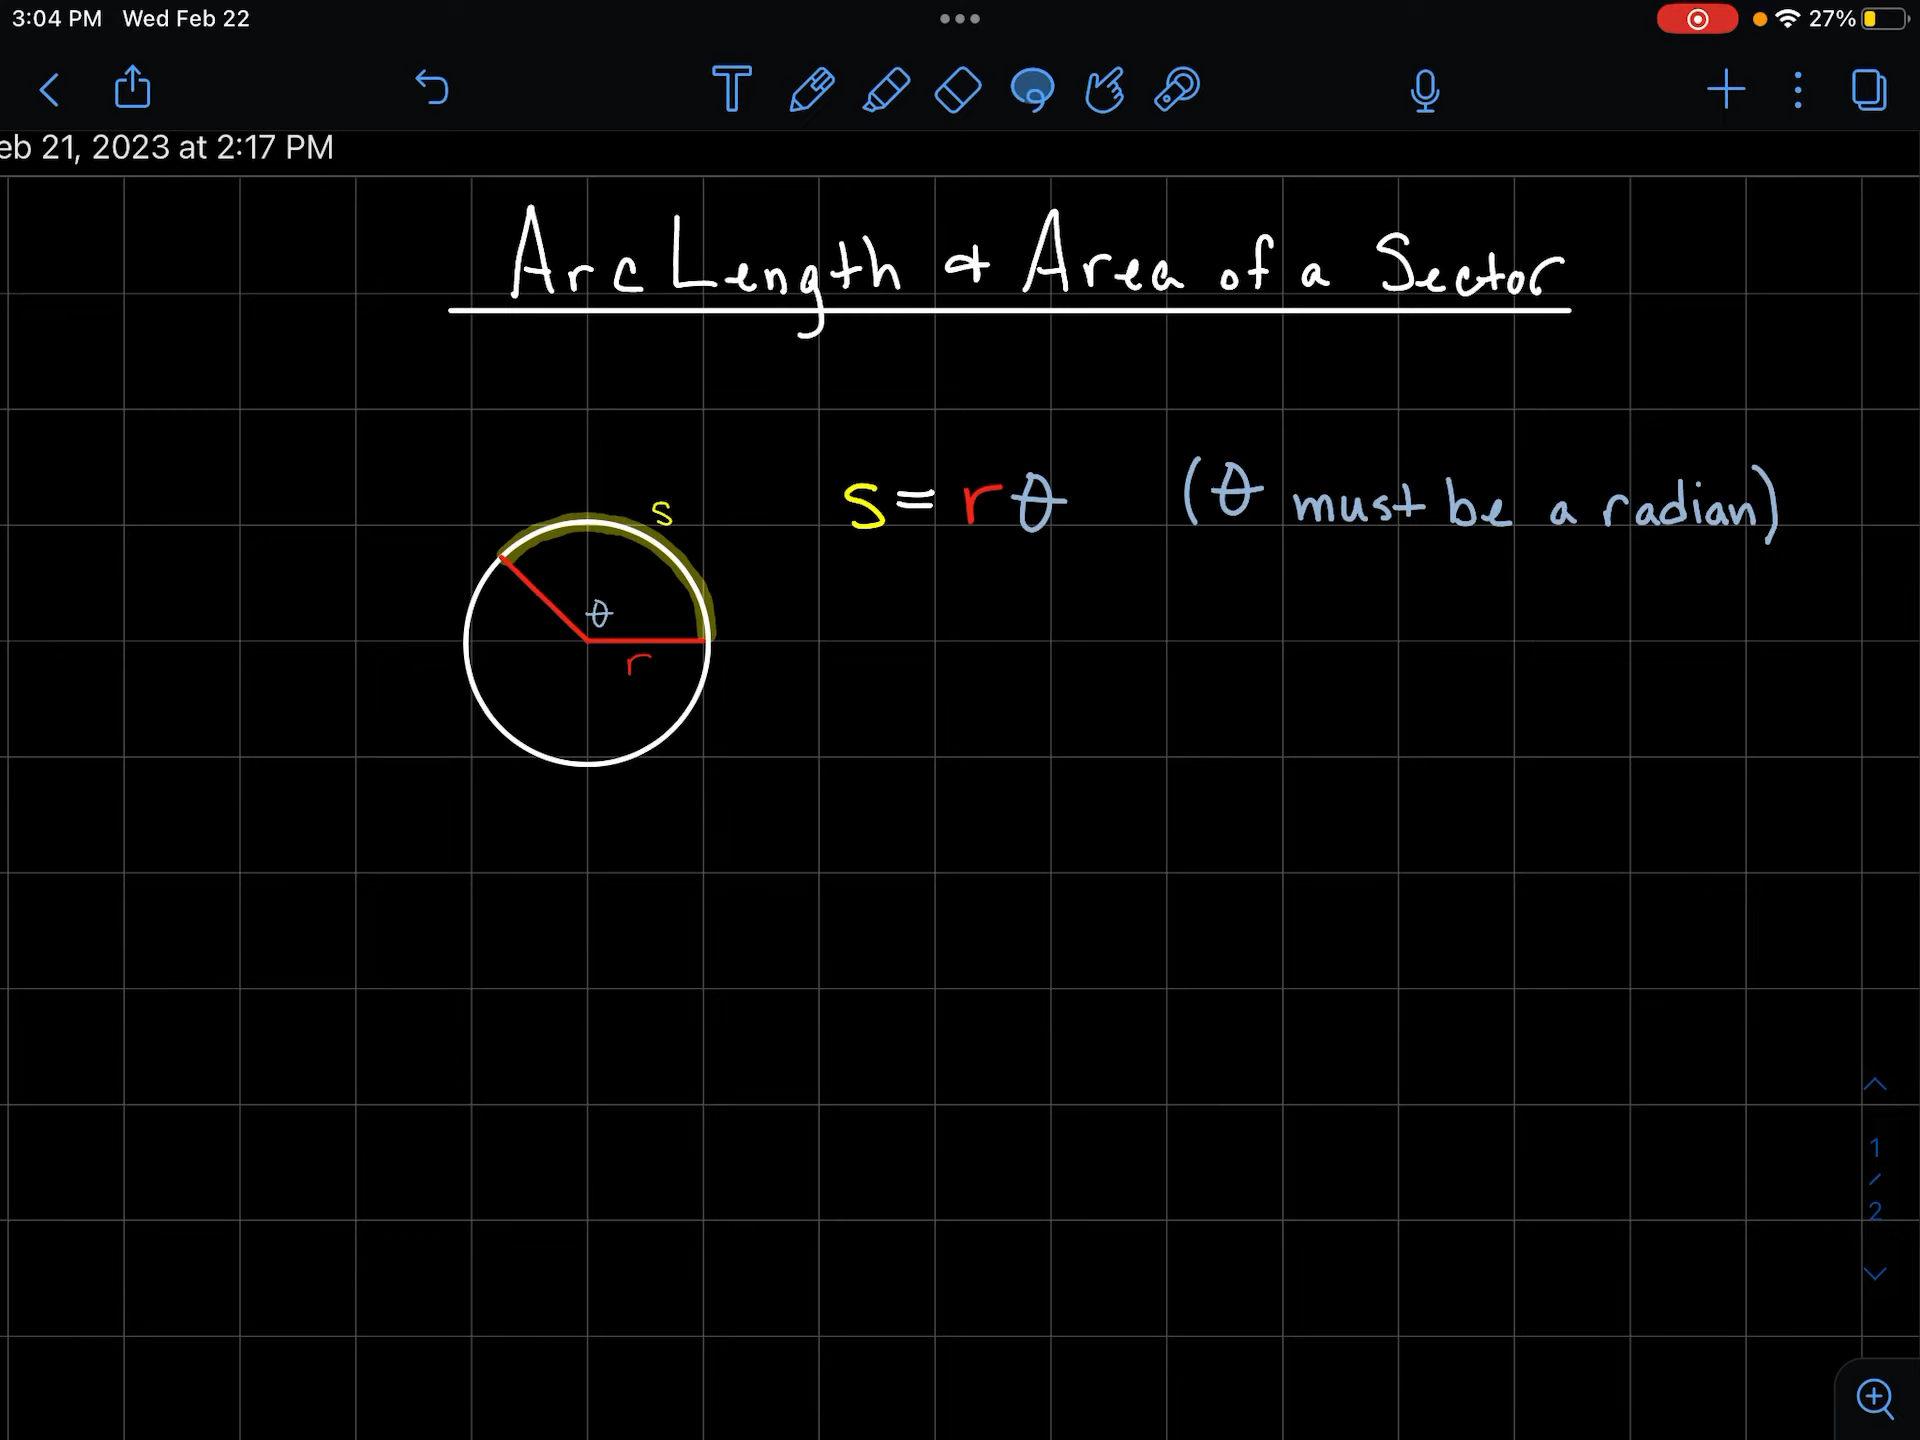 3:04 PM Wed Feb 22
27%
eb 21, 2023 at 2:17 PM
Arc Length & Area of a Sector
s = rθ (θ must be a radian)
s
θ
r
1
/
2